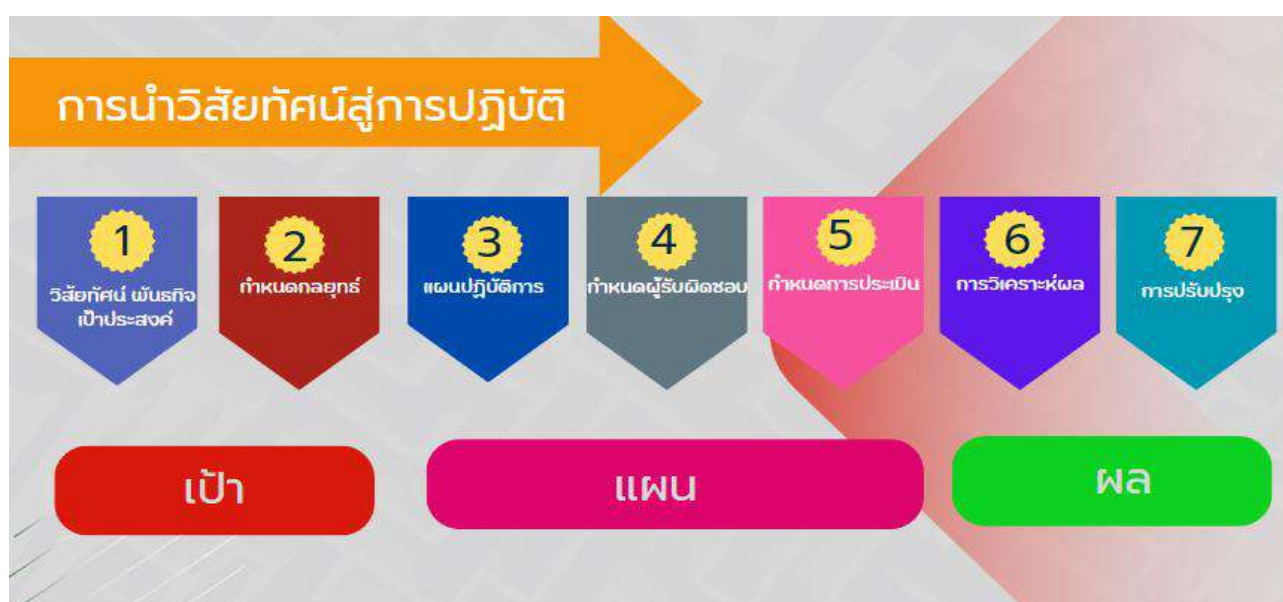 การนำวิสัยทัศน์สู่การปฏิบัติ
1
วิสัยทัศน์ พันธกิจ
เป้าประสงค์
2
กำหนดกลยุทธ์
3
แผนปฏิบัติการ
4
กำหนดผู้รับผิดชอบ
5
กำหนดการประเมิน
6
การวิเคราะห์ผล
7
การปรับปรุง
เป้า
แผน
ผล